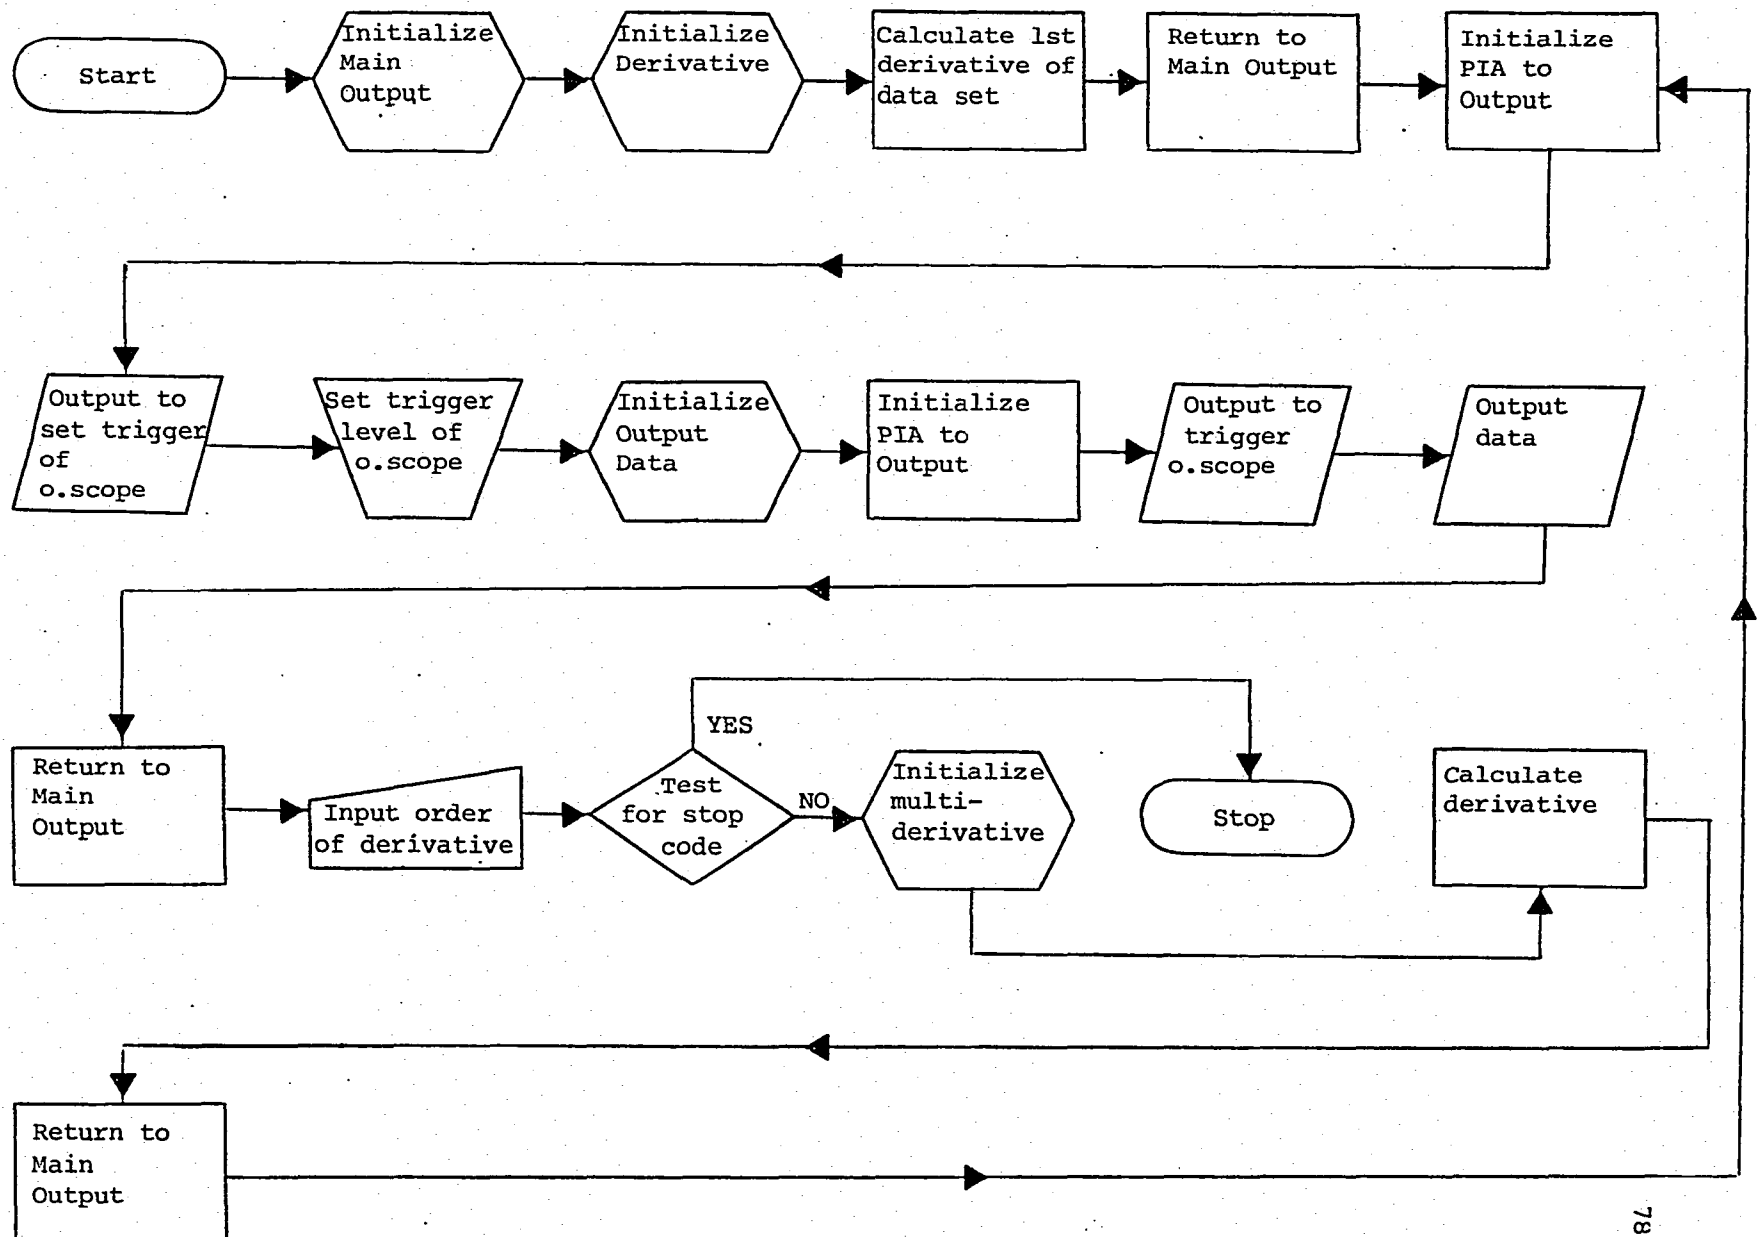 Start
Initialize
Main
Output
Initialize
Derivative
Calculate 1st
derivative of
data set
Return to
Main Output
Initialize
PIA to
Output
Output to
set trigger
of
o.scope
Set trigger
level of
o.scope
Initialize
Output
Data
Initialize
PIA to
Output
Output to
trigger
o.scope
Output
data
Return to
Main
Output
Input order
of derivative
YES
Test
for stop
code
NO
Initialize
multi-
derivative
Stop
Calculate
derivative
Return to
Main
Output
78